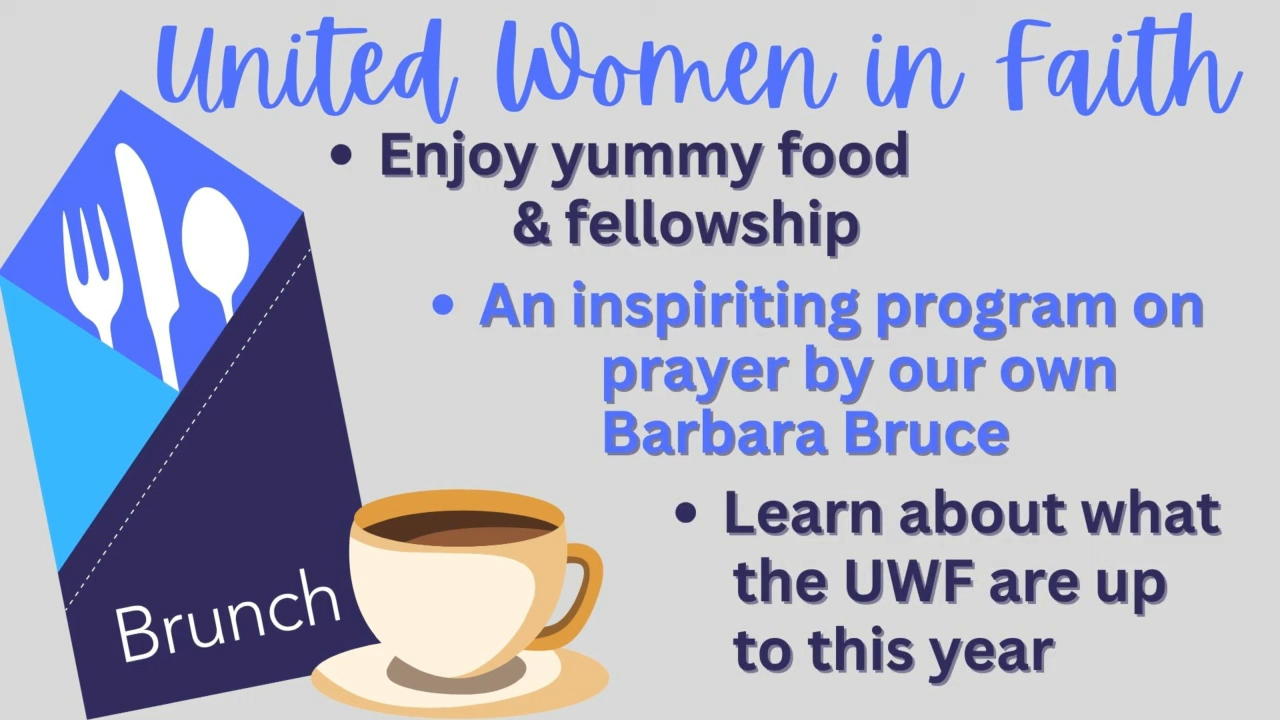 United Women in Faith
• Enjoy yummy food
& fellowship
• An inspiriting program on
prayer by our own
Barbara Bruce
• Learn about what
the UWF are up
to this year
Brunch